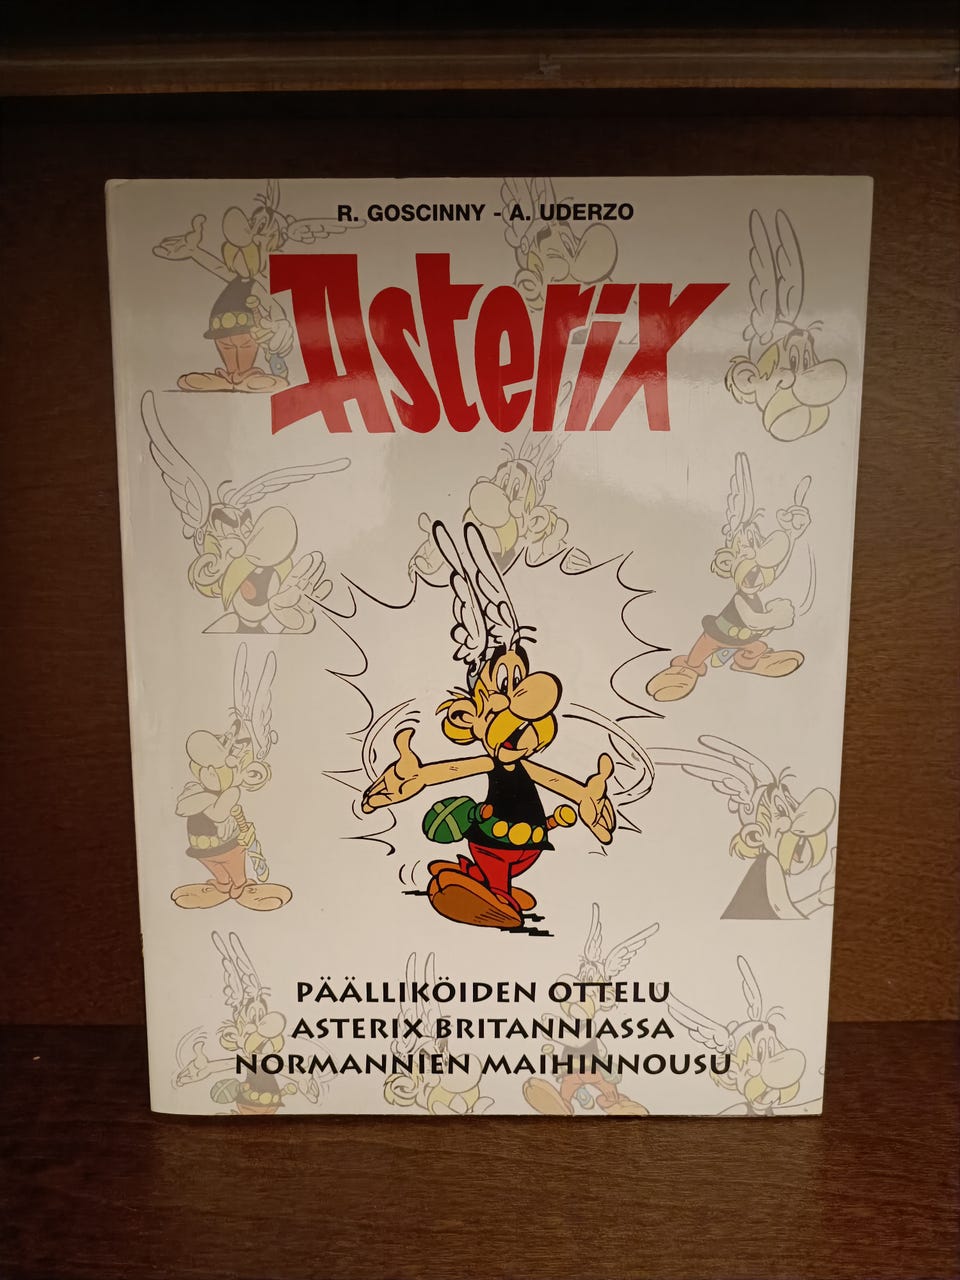 R. GOSCINNY - A. UDERZO
Asterix
PÄÄLLIKÖIDEN OTTELU
ASTERIX BRITANNIASSA
NORMANNIEN MAIHINNOUSU